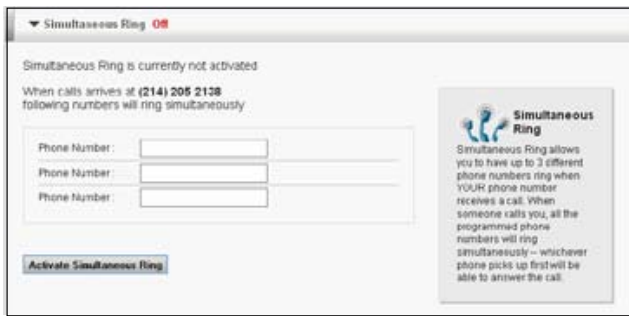 Simultaneous Ring Off
Simultaneous Ring is currently not activated
When calls arrives at (214) 205 2138
following numbers will ring simultaneously
Phone Number:
Phone Number:
Phone Number:
Activate Simultaneous Ring
Simultaneous
Ring
Simultaneous Ring allows
you to have up to 3 different
phone numbers ring when
YOUR phone number
receives a call. When
someone calls you, all the
programmed phone
numbers will ring
simultaneously -- whichever
phone picks up first will be
able to answer the call.